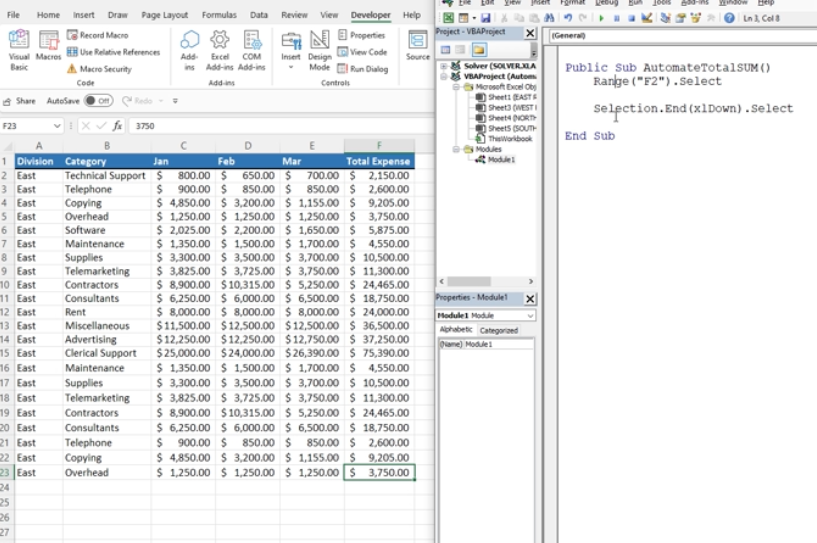 File Home Insert Draw Page Layout Formulas Data Review View Developer Help
Record Macro
Use Relative References
Macro Security
Visual Basic
Macros
Code
Add-ins
Excel Add-ins
COM Add-ins
Add-ins
Insert
Design Mode
Properties
View Code
Run Dialog
Controls
Source
Share AutoSave Off Redo
F23 fx 3750
A B C D E F
1 Division Category Jan Feb Mar Total Expense
2 East Technical Support $ 800.00 $ 650.00 $ 700.00 $ 2,150.00
3 East Telephone $ 900.00 $ 850.00 $ 850.00 $ 2,600.00
4 East Copying $ 4,850.00 $ 3,200.00 $ 1,155.00 $ 9,205.00
5 East Overhead $ 1,250.00 $ 1,250.00 $ 1,250.00 $ 3,750.00
6 East Software $ 2,025.00 $ 2,200.00 $ 1,650.00 $ 5,875.00
7 East Maintenance $ 1,350.00 $ 1,500.00 $ 1,700.00 $ 4,550.00
8 East Supplies $ 3,300.00 $ 3,500.00 $ 3,700.00 $ 10,500.00
9 East Telemarketing $ 3,825.00 $ 3,725.00 $ 3,750.00 $ 11,300.00
10 East Contractors $ 8,900.00 $ 10,315.00 $ 5,250.00 $ 24,465.00
11 East Consultants $ 6,250.00 $ 6,000.00 $ 6,500.00 $ 18,750.00
12 East Rent $ 8,000.00 $ 8,000.00 $ 8,000.00 $ 24,000.00
13 East Miscellaneous $ 11,500.00 $ 12,500.00 $ 12,500.00 $ 36,500.00
14 East Advertising $ 12,250.00 $ 12,250.00 $ 12,750.00 $ 37,250.00
15 East Clerical Support $ 25,000.00 $ 24,000.00 $ 26,390.00 $ 75,390.00
16 East Maintenance $ 1,350.00 $ 1,500.00 $ 1,700.00 $ 4,550.00
17 East Supplies $ 3,300.00 $ 3,500.00 $ 3,700.00 $ 10,500.00
18 East Telemarketing $ 3,825.00 $ 3,725.00 $ 3,750.00 $ 11,300.00
19 East Contractors $ 8,900.00 $ 10,315.00 $ 5,250.00 $ 24,465.00
20 East Consultants $ 6,250.00 $ 6,000.00 $ 6,500.00 $ 18,750.00
21 East Telephone $ 900.00 $ 850.00 $ 850.00 $ 2,600.00
22 East Copying $ 4,850.00 $ 3,200.00 $ 1,155.00 $ 9,205.00
23 East Overhead $ 1,250.00 $ 1,250.00 $ 1,250.00 $ 3,750.00
24
25
26
27
File Edit View Insert Format Debug Run Tools Add-Ins Window Help
Ln 3, Col 8
Project - VBAProject
Solver (SOLVER.XLA
VBAProject (Autom
Microsoft Excel Obj
Sheet1 (EAST R
Sheet3 (WEST I
Sheet4 (NORTH
Sheet5 (SOUTH
ThisWorkbook
Modules
Module1
Properties - Module1
Module1 Module
Alphabetic Categorized
(Name) Module1
(General)
Public Sub AutomateTotalSUM()
Range("F2").Select
Selection.End(xlDown).Select
End Sub